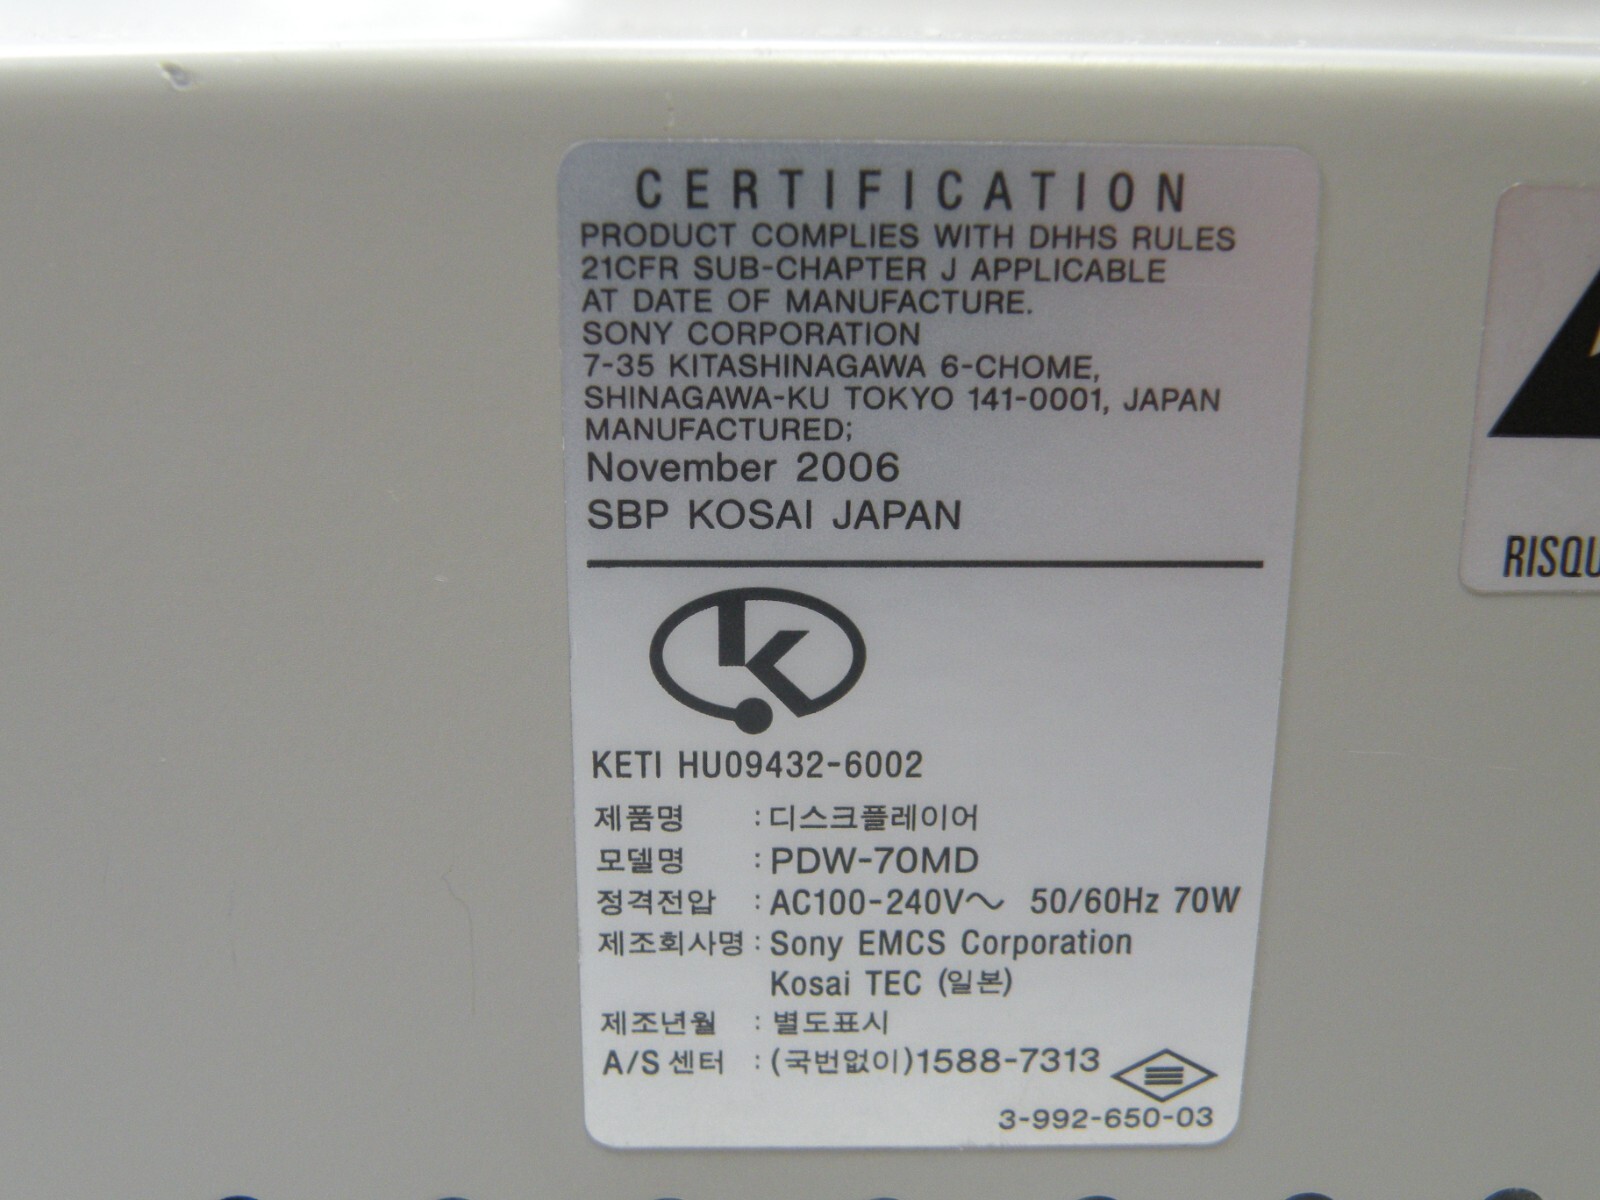 CERTIFICATION
PRODUCT COMPLIES WITH DHHS RULES
21CFR SUB-CHAPTER J APPLICABLE
AT DATE OF MANUFACTURE.
SONY CORPORATION
7-35 KITASHINAGAWA 6-CHOME,
SHINAGAWA-KU TOKYO 141-0001, JAPAN
MANUFACTURED;
November 2006
SBP KOSAI JAPAN
K
KETI HU09432-6002
제품명 : 디스크플레이어
모델명 : PDW-70MD
정격전압 : AC100-240V～ 50/60Hz 70W
제조회사명 : Sony EMCS Corporation
Kosai TEC (일본)
제조년월 : 별도표시
A/S 센터 : (국번없이)1588-7313
3-992-650-03